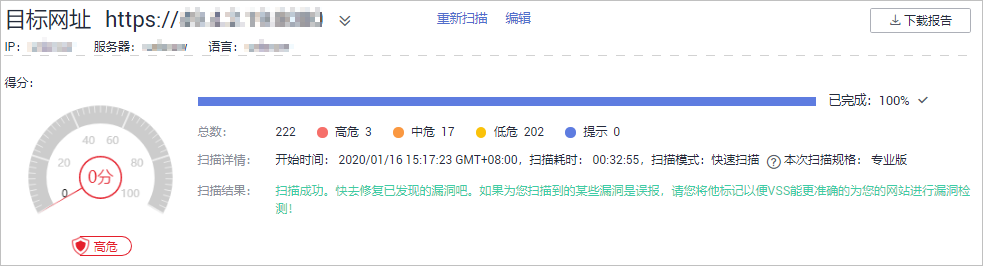 目标网址 https:// 重新扫描 编辑 下载报告
IP： 服务器： 语言：
得分：
已完成：100%
总数： 222 高危 3 中危 17 低危 202 提示 0
扫描详情： 开始时间：2020/01/16 15:17:23 GMT+08:00，扫描耗时： 00:32:55，扫描模式：快速扫描 ? 本次扫描规格：专业版
扫描结果： 扫描成功。快去修复已发现的漏洞吧。如果为您扫描到的某些漏洞是误报，请您将他标记以便VSS能更准确的为您的网站进行漏洞检
测！
40 60
20 80
0分
0 100
高危